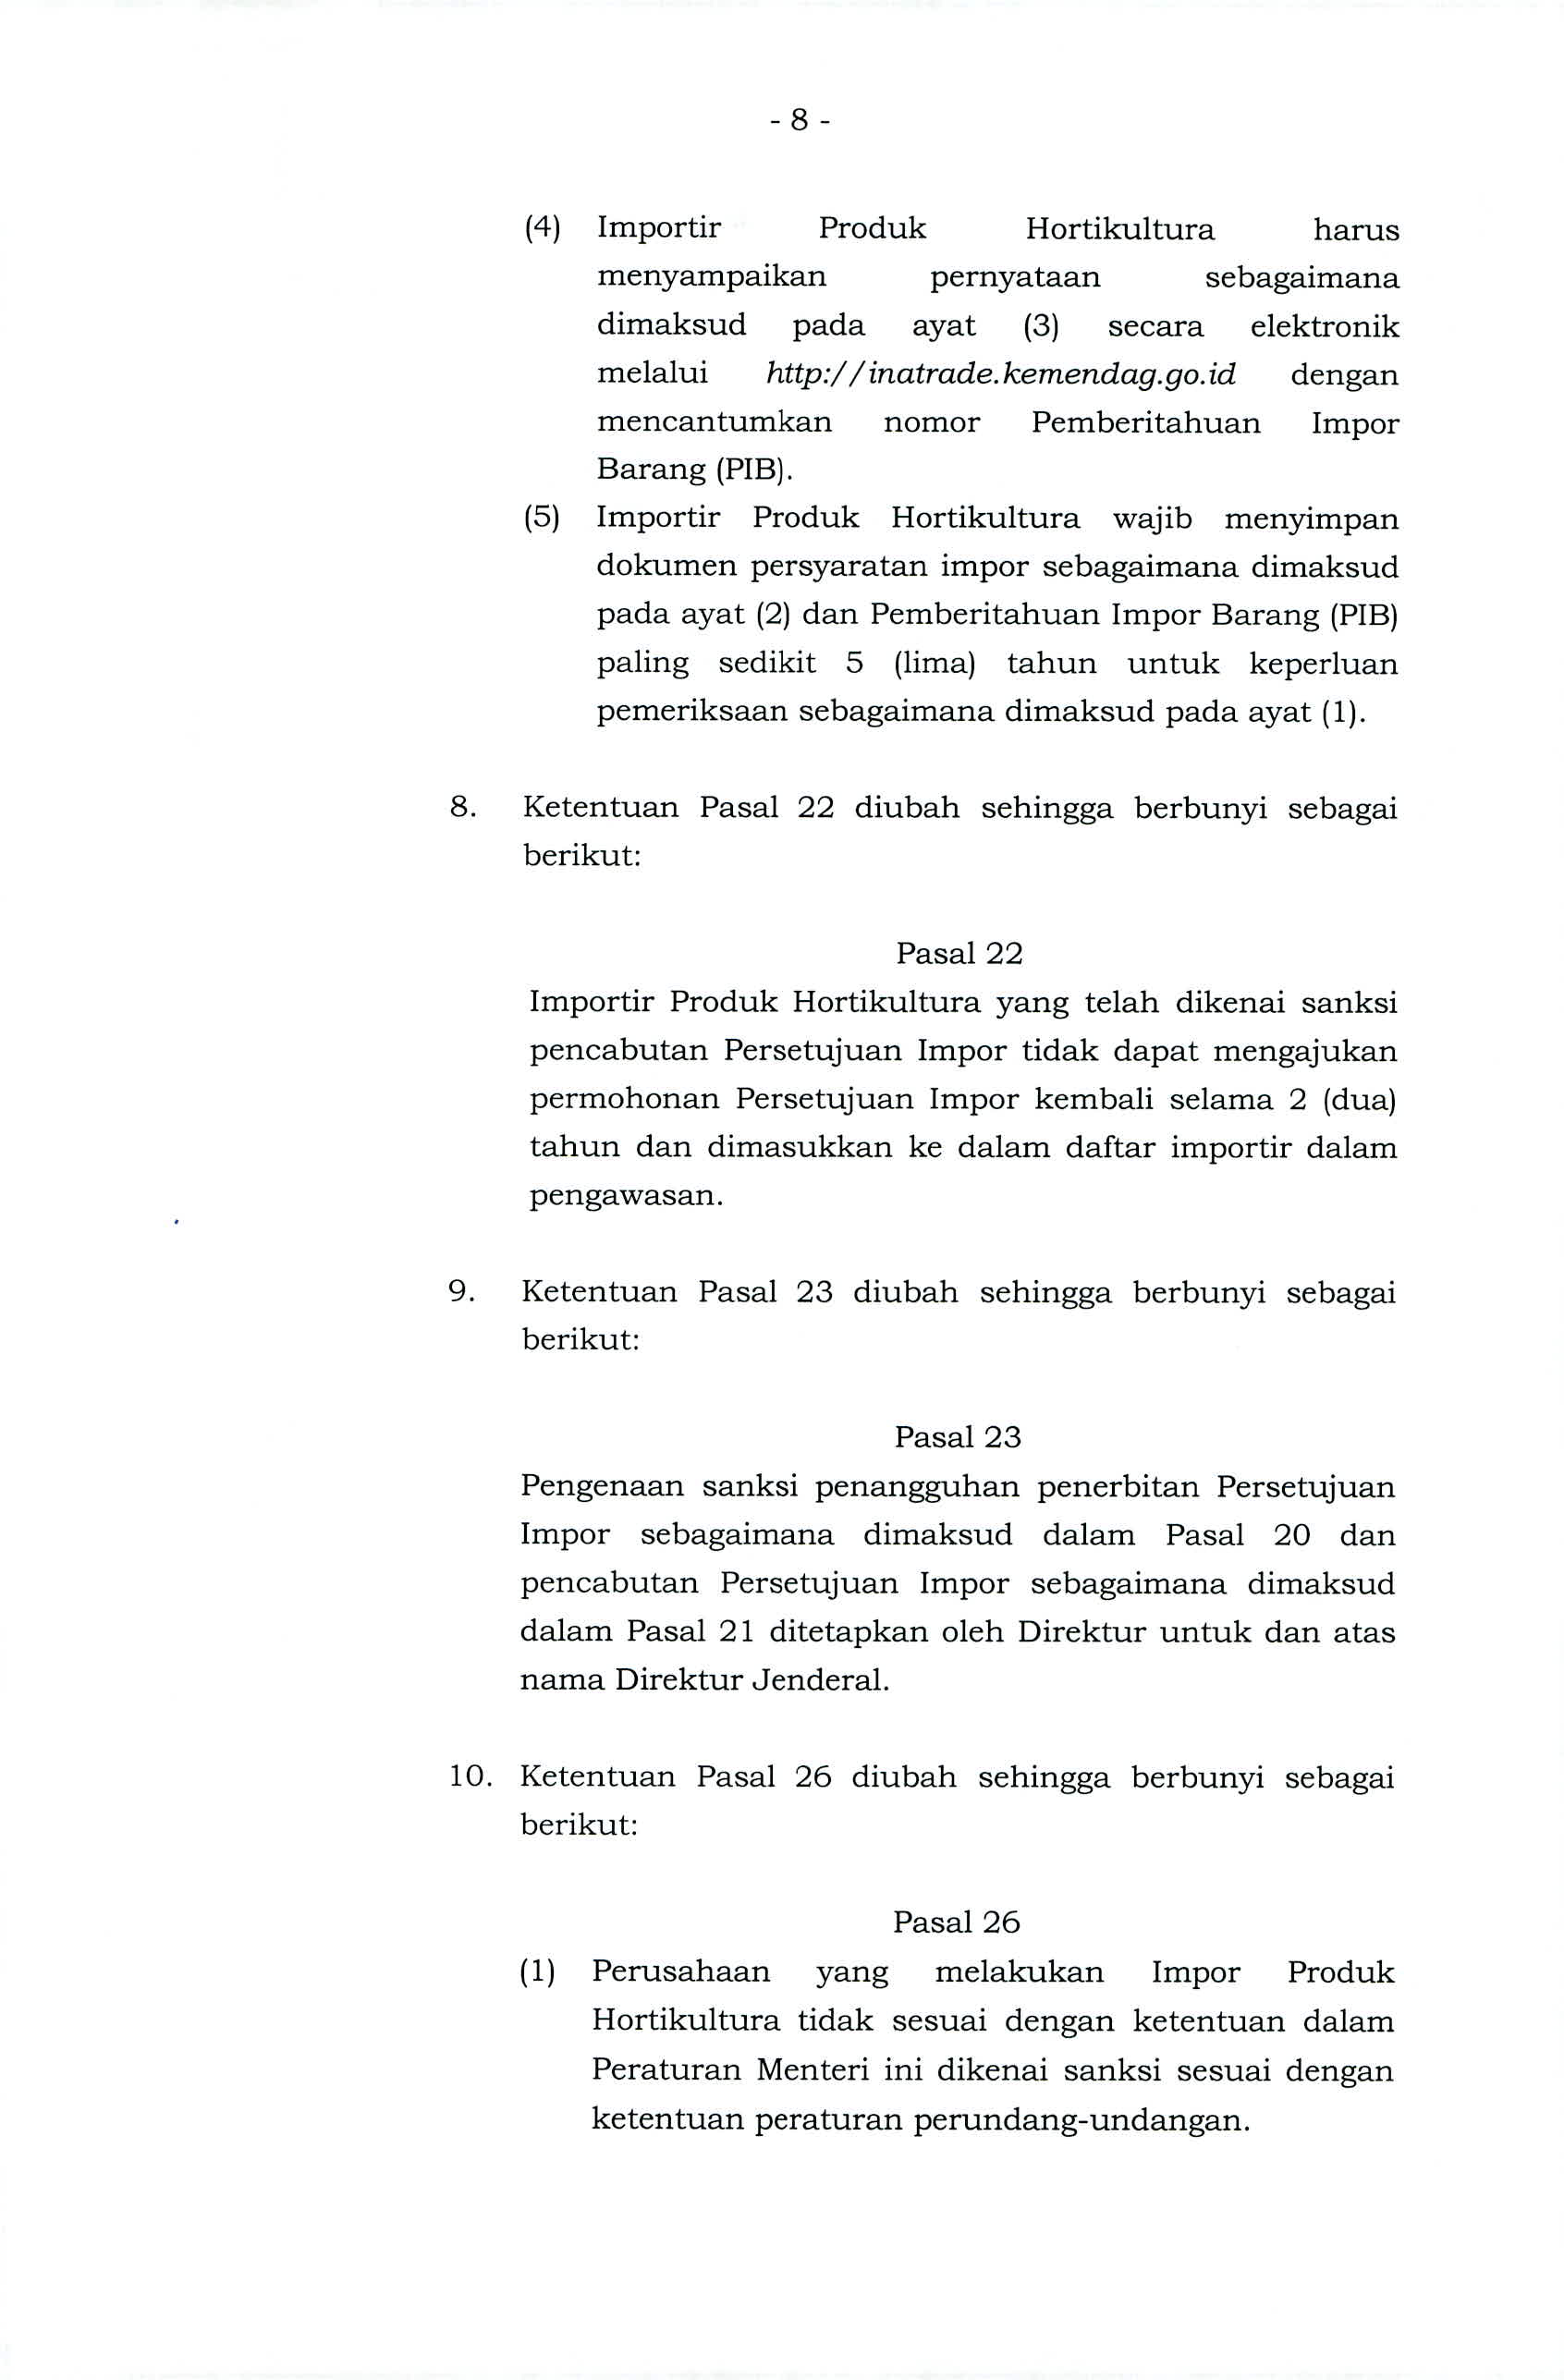 - 8 -
(4) Importir Produk Hortikultura harus
menyampaikan pernyataan sebagaimana
dimaksud pada ayat (3) secara elektronik
melalui http://inatrade.kemendag.go.id dengan
mencantumkan nomor Pemberitahuan Impor
Barang (PIB).
(5) Importir Produk Hortikultura wajib menyimpan
dokumen persyaratan impor sebagaimana dimaksud
pada ayat (2) dan Pemberitahuan Impor Barang (PIB)
paling sedikit 5 (lima) tahun untuk keperluan
pemeriksaan sebagaimana dimaksud pada ayat (1).
8. Ketentuan Pasal 22 diubah sehingga berbunyi sebagai
berikut:
Pasal 22
Importir Produk Hortikultura yang telah dikenai sanksi
pencabutan Persetujuan Impor tidak dapat mengajukan
permohonan Persetujuan Impor kembali selama 2 (dua)
tahun dan dimasukkan ke dalam daftar importir dalam
pengawasan.
9. Ketentuan Pasal 23 diubah sehingga berbunyi sebagai
berikut:
Pasal 23
Pengenaan sanksi penangguhan penerbitan Persetujuan
Impor sebagaimana dimaksud dalam Pasal 20 dan
pencabutan Persetujuan Impor sebagaimana dimaksud
dalam Pasal 21 ditetapkan oleh Direktur untuk dan atas
nama Direktur Jenderal.
10. Ketentuan Pasal 26 diubah sehingga berbunyi sebagai
berikut:
Pasal 26
(1) Perusahaan yang melakukan Impor Produk
Hortikultura tidak sesuai dengan ketentuan dalam
Peraturan Menteri ini dikenai sanksi sesuai dengan
ketentuan peraturan perundang-undangan.